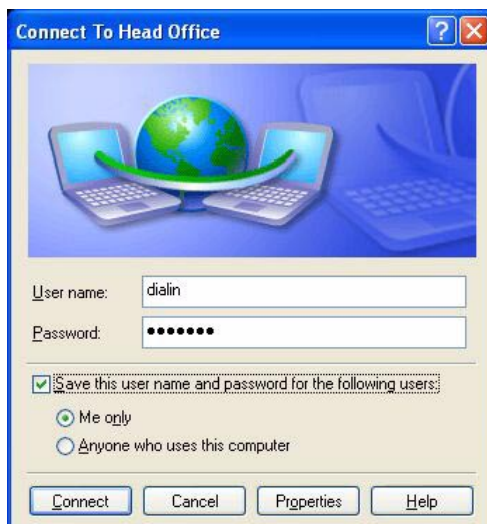 Connect To Head Office
User name: dialin
Password: •••••••
Save this user name and password for the following users:
Me only
Anyone who uses this computer
Connect Cancel Properties Help